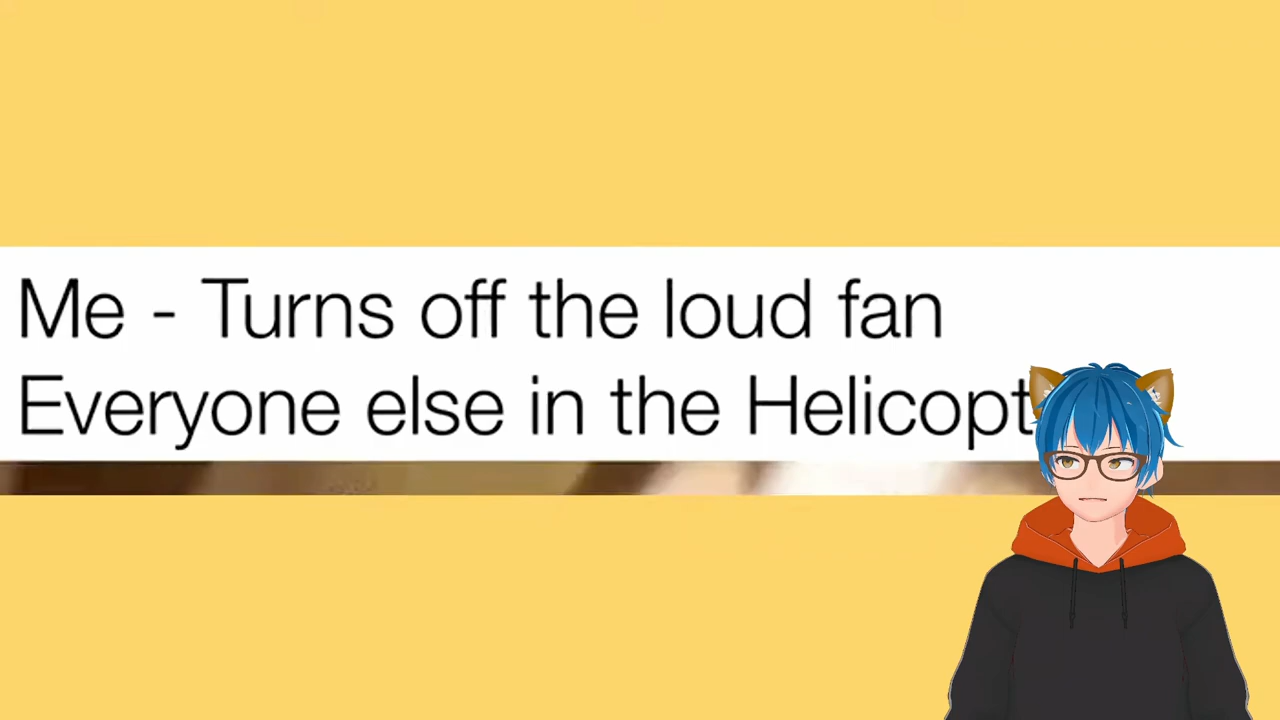 Me - Turns off the loud fan
Everyone else in the Helicopt